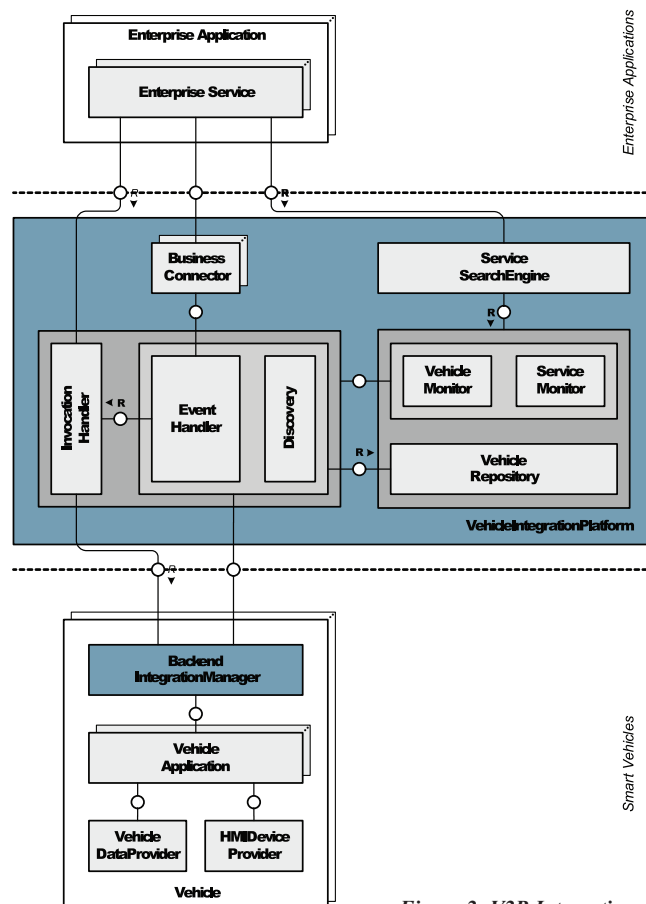 Enterprise Application
Enterprise Service
Enterprise Applications
R
R
Business
Connector
Service
SearchEngine
R
Invocation
Handler
R
Event
Handler
Discovery
Vehicle
Monitor
Service
Monitor
R
Vehicle
Repository
VehicleIntegrationPlatform
R
Backend
IntegrationManager
Vehicle
Application
Smart Vehicles
Vehicle
DataProvider
HMIDevice
Provider
Vehicle